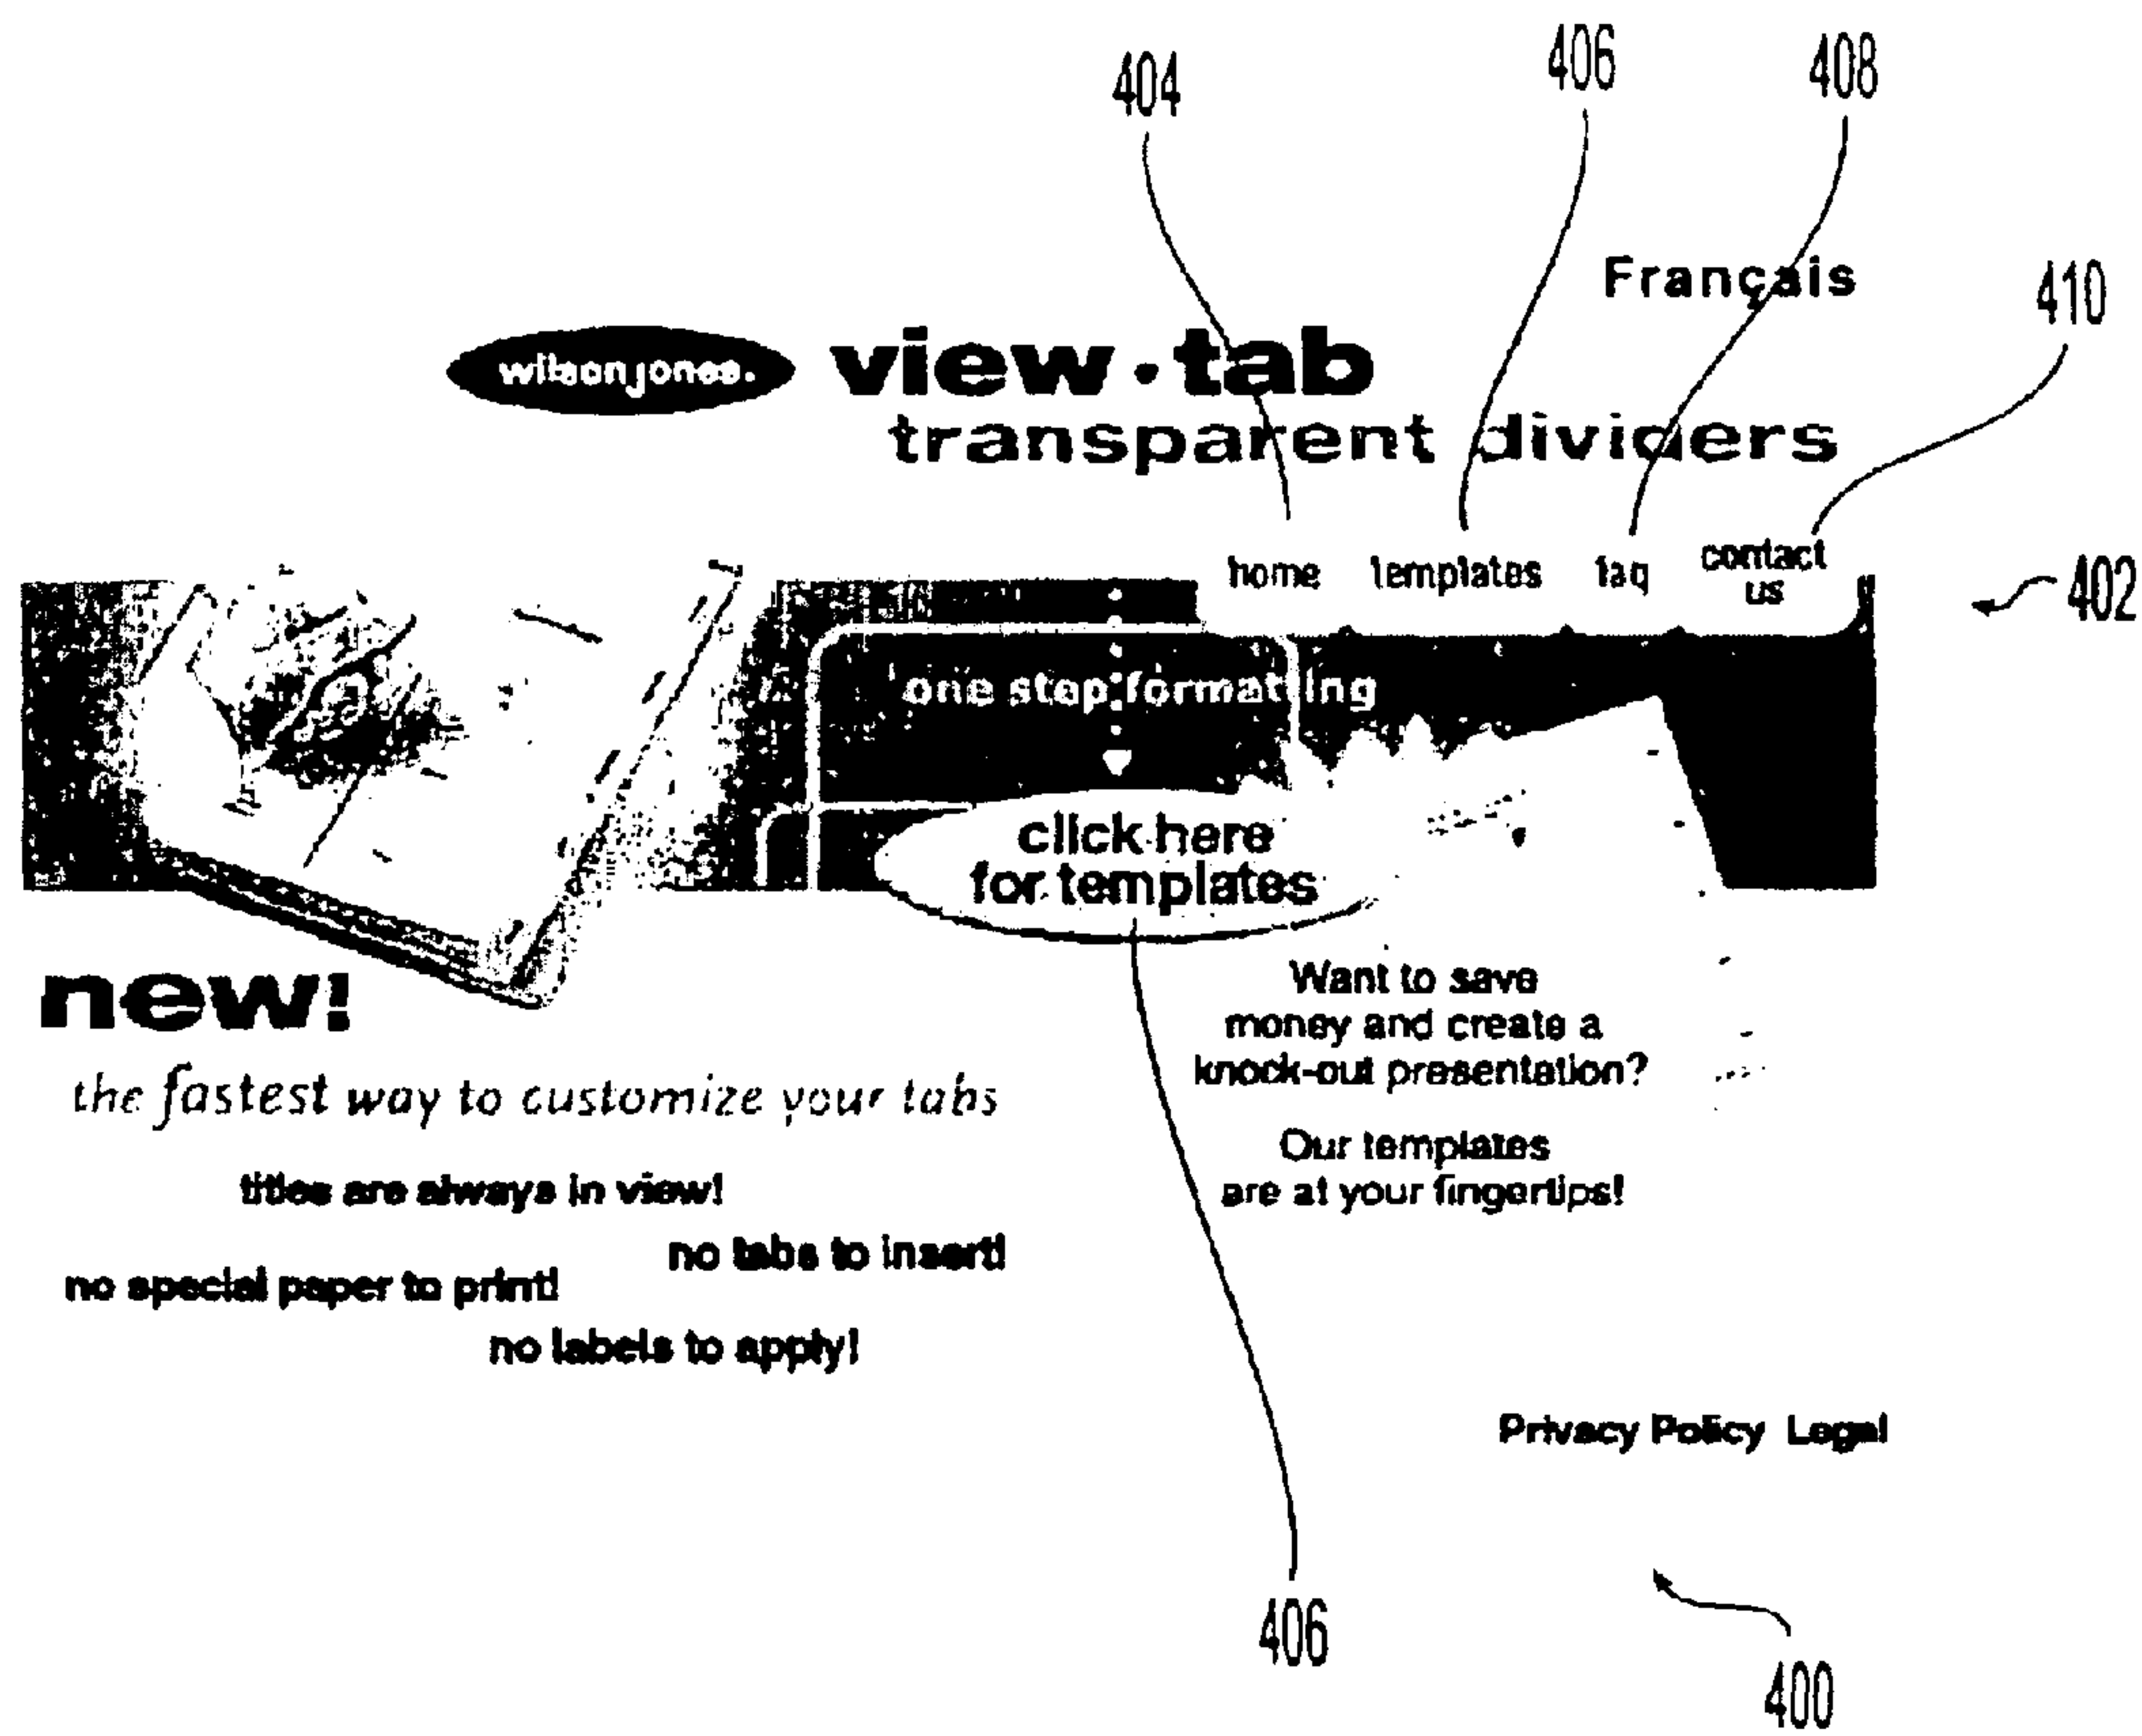 404
406
408
Français
410
wilsonjones.
view·tab
transparent dividers
home templates faq contact us
402
one step formatting
click here
for templates
new!
the fastest way to customize your tabs
titles are always in view!
no tabs to insert!
no special paper to print!
no labels to apply!
Want to save
money and create a
knock-out presentation?
Our templates
are at your fingertips!
Privacy Policy Legal
406
400